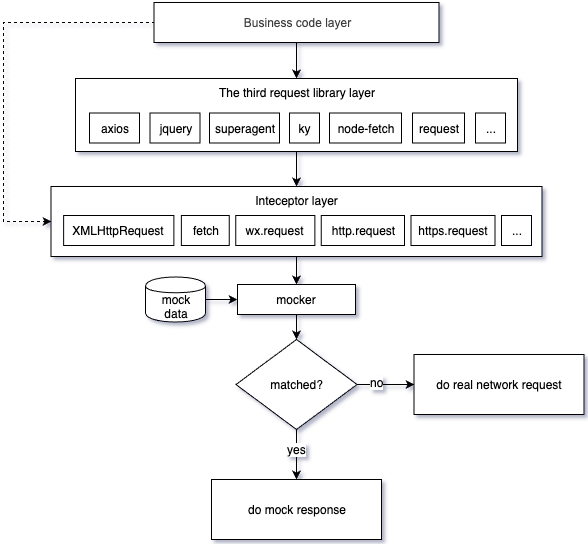 Business code layer
The third request library layer
axios jquery superagent ky node-fetch request ...
Inteceptor layer
XMLHttpRequest fetch wx.request http.request https.request ...
mock
data
mocker
matched?
no
do real network request
yes
do mock response